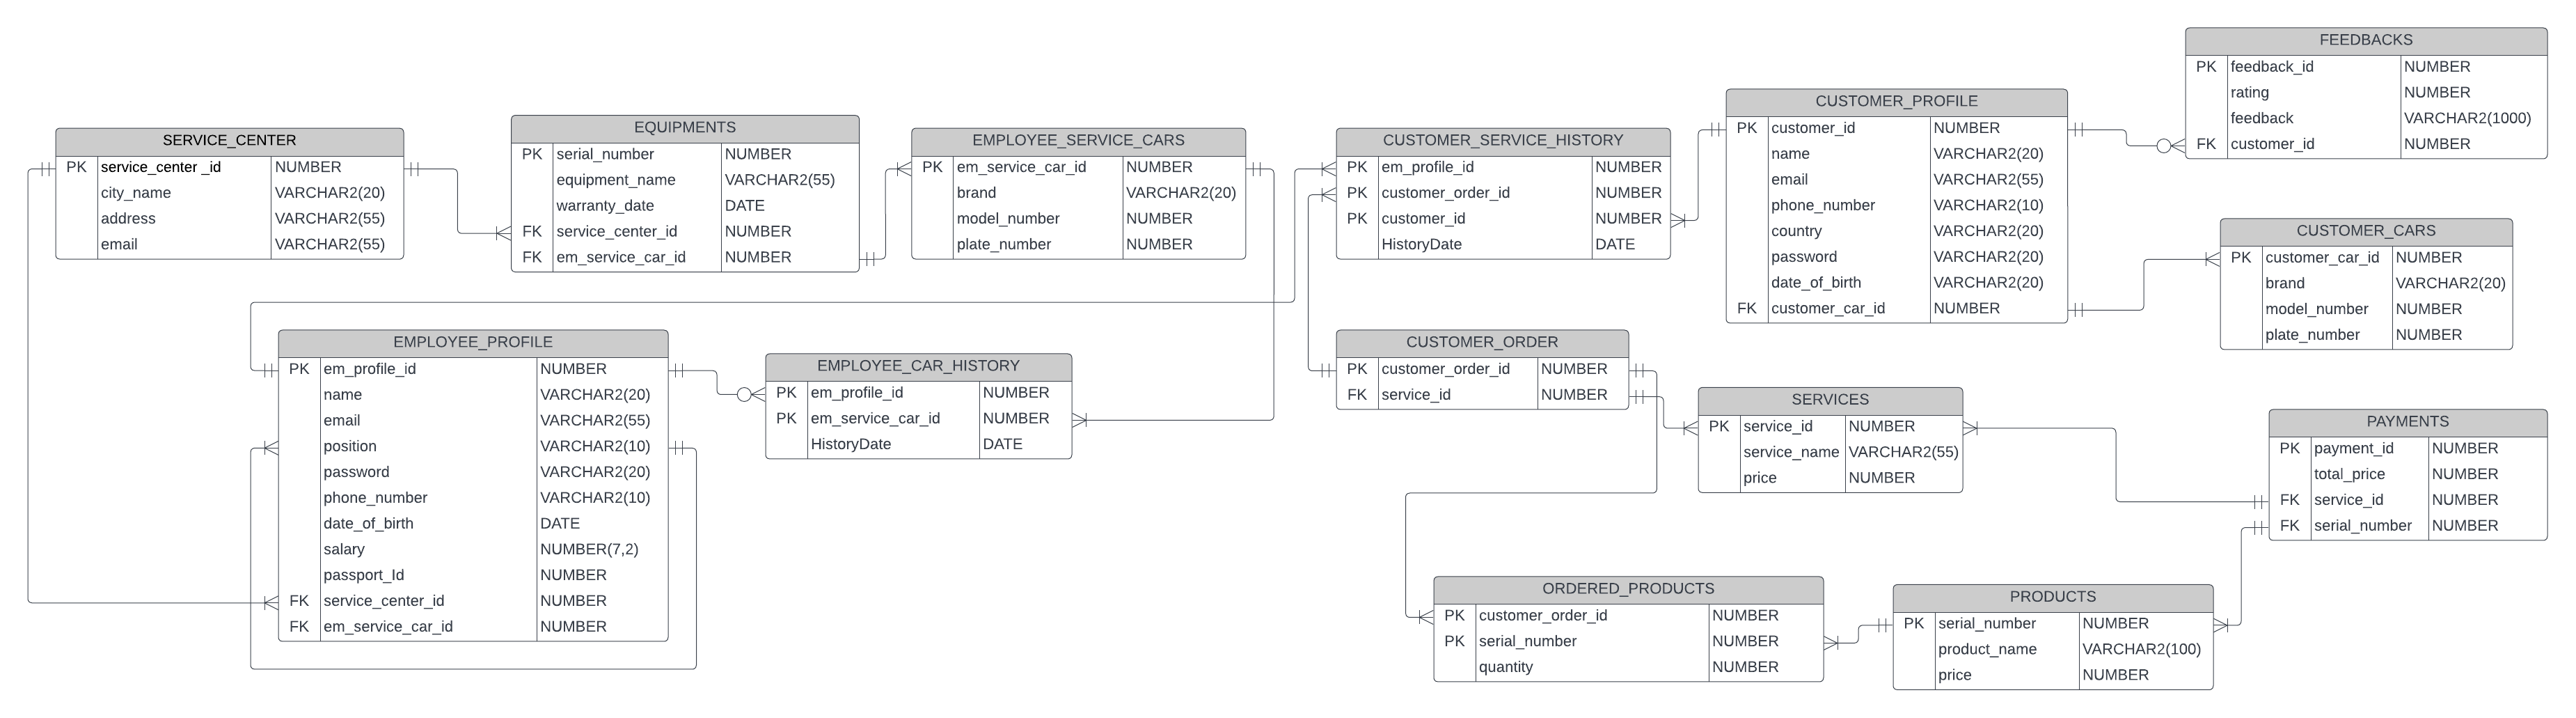 SERVICE_CENTER
PK service_center _id NUMBER
city_name VARCHAR2(20)
address VARCHAR2(55)
email VARCHAR2(55)
EQUIPMENTS
PK serial_number NUMBER
equipment_name VARCHAR2(55)
warranty_date DATE
FK service_center_id NUMBER
FK em_service_car_id NUMBER
EMPLOYEE_SERVICE_CARS
PK em_service_car_id NUMBER
brand VARCHAR2(20)
model_number NUMBER
plate_number NUMBER
CUSTOMER_SERVICE_HISTORY
PK em_profile_id NUMBER
PK customer_order_id NUMBER
PK customer_id NUMBER
HistoryDate DATE
CUSTOMER_PROFILE
PK customer_id NUMBER
name VARCHAR2(20)
email VARCHAR2(55)
phone_number VARCHAR2(10)
country VARCHAR2(20)
password VARCHAR2(20)
date_of_birth VARCHAR2(20)
FK customer_car_id NUMBER
FEEDBACKS
PK feedback_id NUMBER
rating NUMBER
feedback VARCHAR2(1000)
FK customer_id NUMBER
CUSTOMER_CARS
PK customer_car_id NUMBER
brand VARCHAR2(20)
model_number NUMBER
plate_number NUMBER
EMPLOYEE_PROFILE
PK em_profile_id NUMBER
name VARCHAR2(20)
email VARCHAR2(55)
position VARCHAR2(10)
password VARCHAR2(20)
phone_number VARCHAR2(10)
date_of_birth DATE
salary NUMBER(7,2)
passport_Id NUMBER
FK service_center_id NUMBER
FK em_service_car_id NUMBER
EMPLOYEE_CAR_HISTORY
PK em_profile_id NUMBER
PK em_service_car_id NUMBER
HistoryDate DATE
CUSTOMER_ORDER
PK customer_order_id NUMBER
FK service_id NUMBER
SERVICES
PK service_id NUMBER
service_name VARCHAR2(55)
price NUMBER
PAYMENTS
PK payment_id NUMBER
total_price NUMBER
FK service_id NUMBER
FK serial_number NUMBER
ORDERED_PRODUCTS
PK customer_order_id NUMBER
PK serial_number NUMBER
quantity NUMBER
PRODUCTS
PK serial_number NUMBER
product_name VARCHAR2(100)
price NUMBER